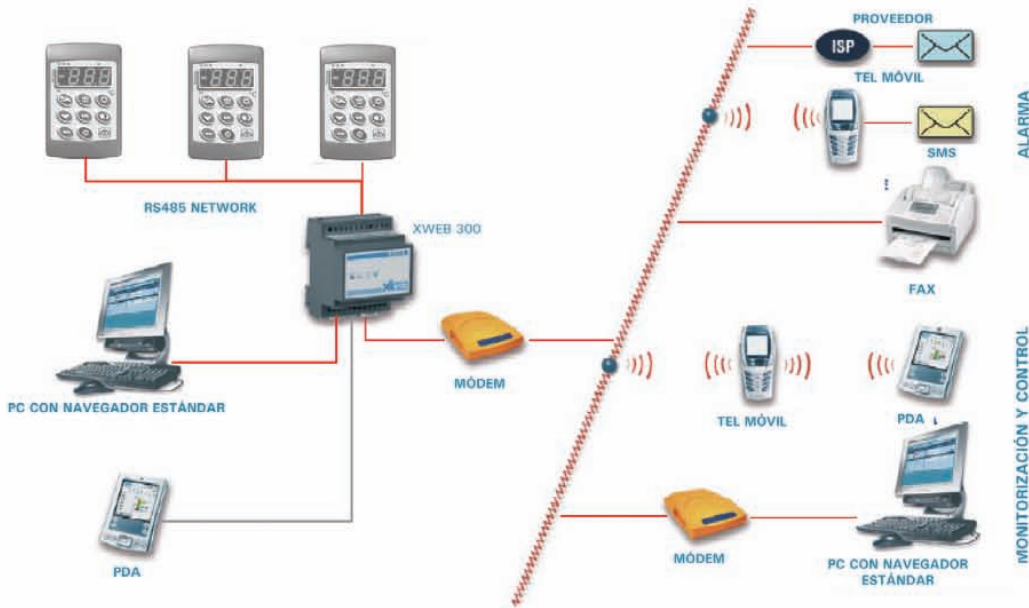 PROVEEDOR
ISP
TEL MÓVIL
SMS
ALARMA
RS485 NETWORK
XWEB 300
FAX
MÓDEM
PC CON NAVEGADOR ESTÁNDAR
TEL MÓVIL
PDA
MONITORIZACIÓN Y CONTROL
PDA
MÓDEM
PC CON NAVEGADOR
ESTÁNDAR